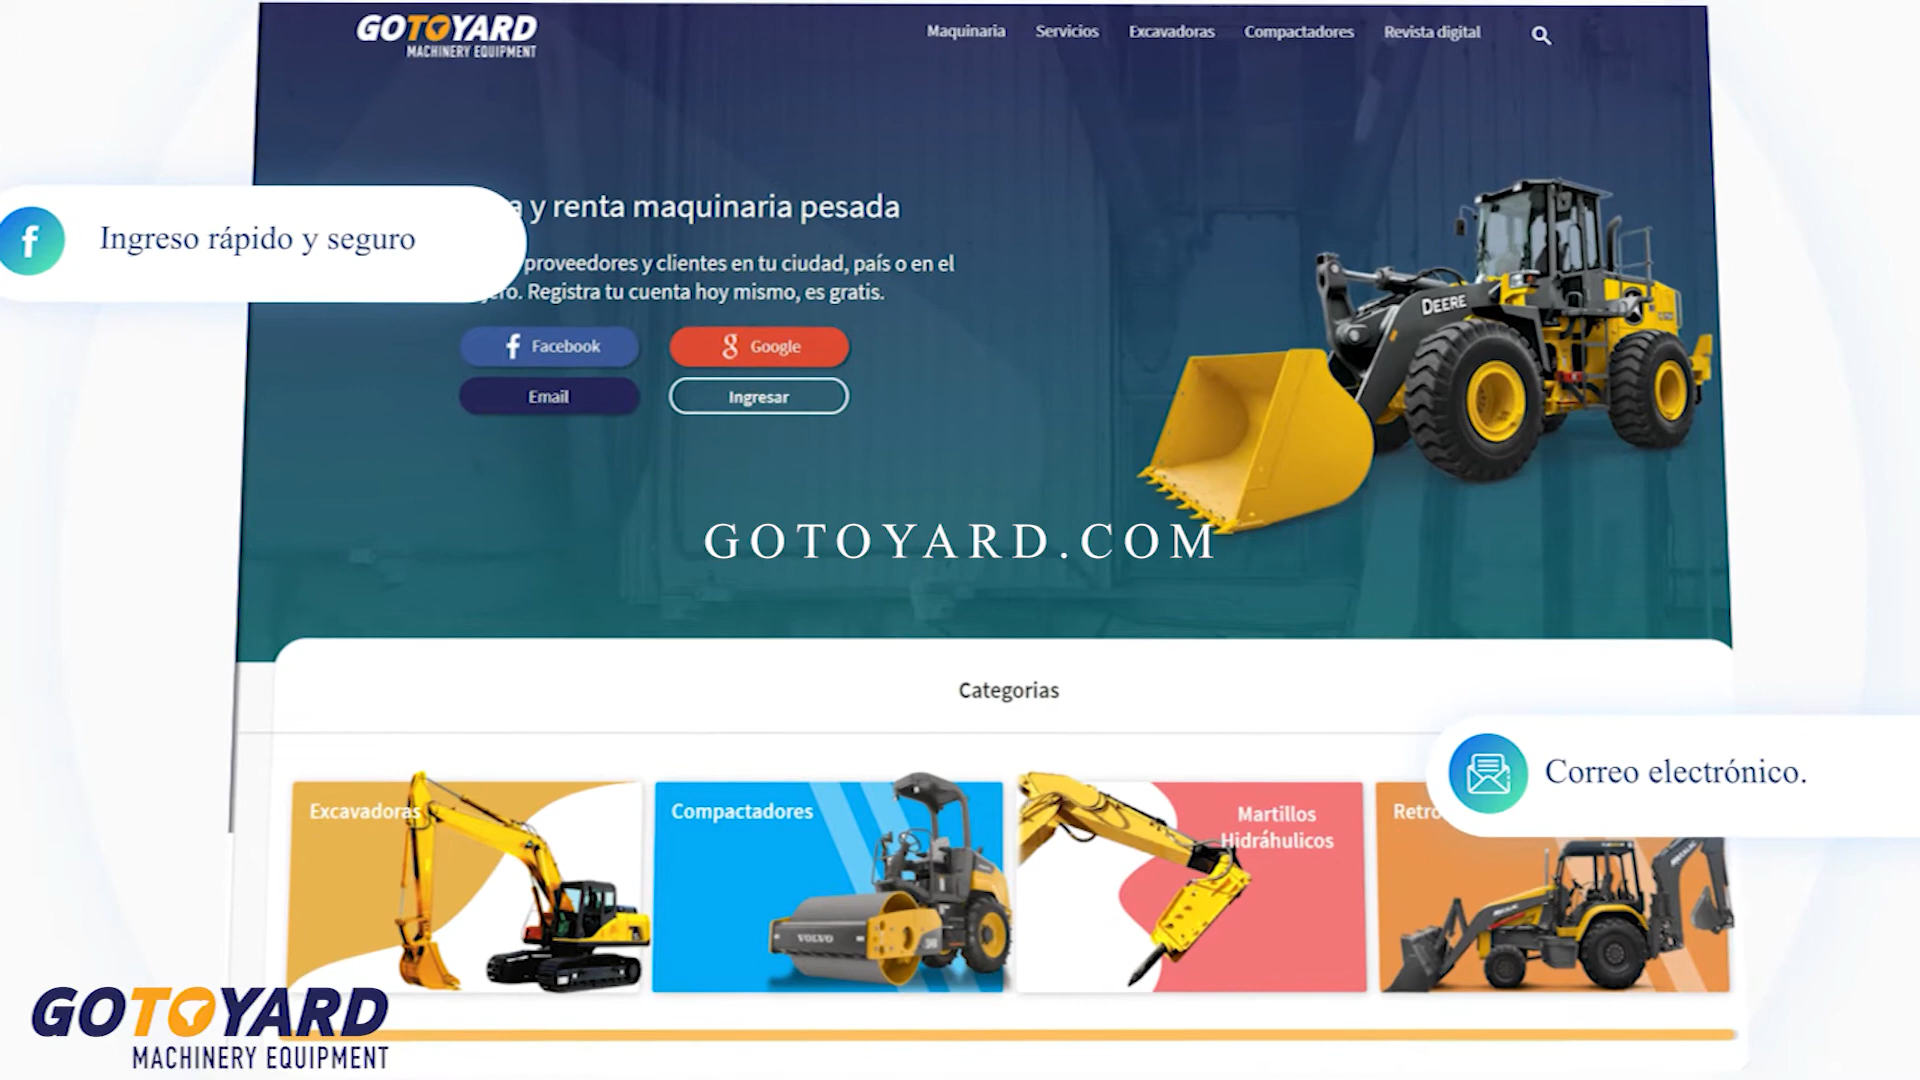 GOTOYARD
MACHINERY EQUIPMENT
Maquinaria
Servicios
Excavadoras
Compactadores
Revista digital
y renta maquinaria pesada
Ingreso rápido y seguro
proveedores y clientes en tu ciudad, país o en el
Registra tu cuenta hoy mismo, es gratis.
Facebook
Google
Email
Ingresar
DEERE
GOTOYARD.COM
Categorias
Correo electrónico.
Excavadoras
Compactadores
Martillos
Hidráhulicos
Retro
VOLVO
GOTOYARD
MACHINERY EQUIPMENT